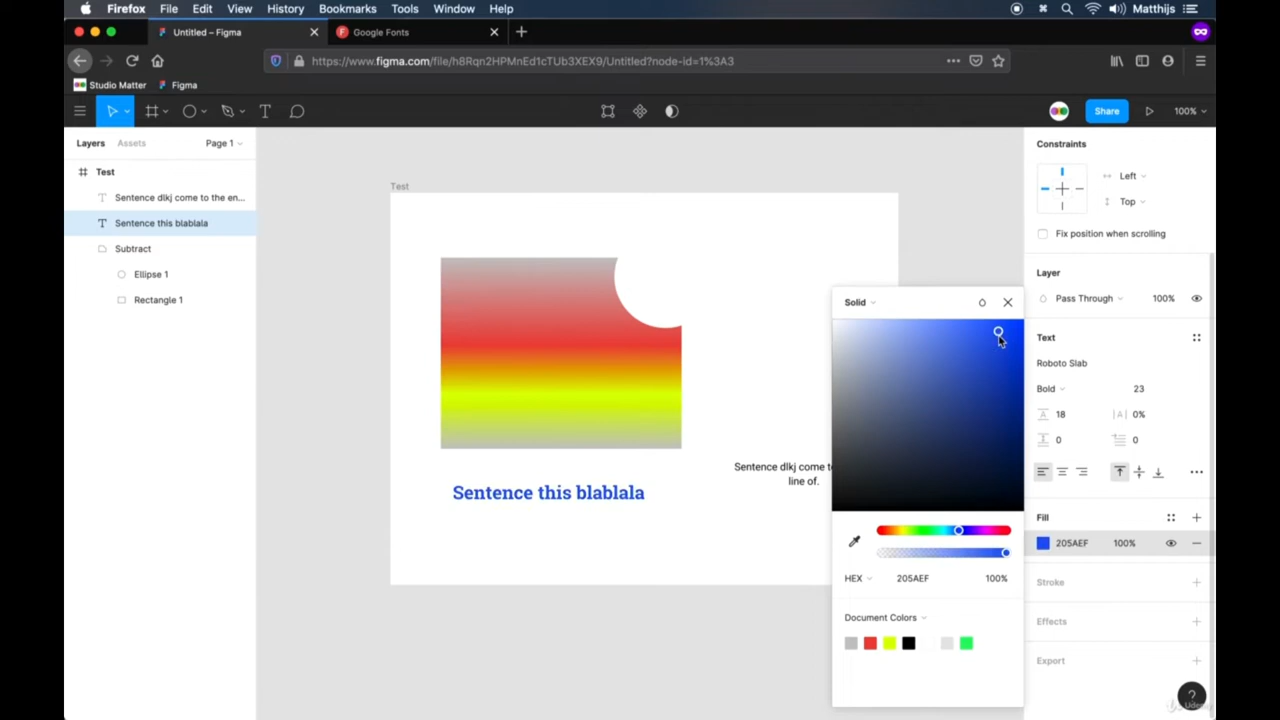 Firefox File Edit View History Bookmarks Tools Window Help Matthijs
Untitled – Figma Google Fonts
https://www.figma.com/file/h8Rqn2HPMnEd1cTUb3XEX9/Untitled?node-id=1%3A3
Studio Matter Figma
Share 100%
Layers Assets Page 1
Test
Sentence dlkj come to the en...
Sentence this blablala
Subtract
Ellipse 1
Rectangle 1
Test
Sentence dlkj come t
line of.
Sentence this blablala
Solid
HEX 205AEF 100%
Document Colors
Constraints
Left
Top
Fix position when scrolling
Layer
Pass Through 100%
Text
Roboto Slab
Bold 23
A 18 |A| 0%
0 0
Fill
205AEF 100%
Stroke
Effects
Export
?
Udemy